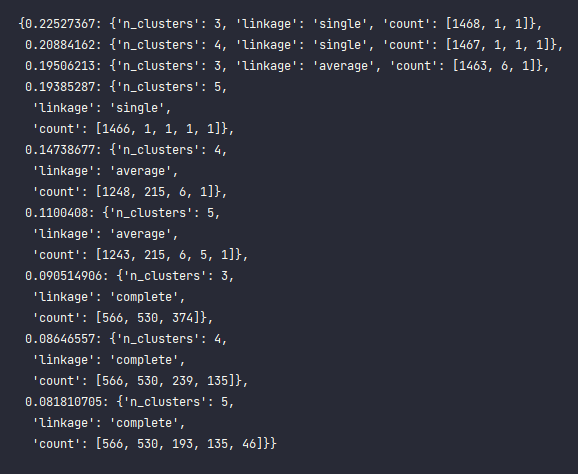 {0.22527367: {'n_clusters': 3, 'linkage': 'single', 'count': [1468, 1, 1]},
0.20884162: {'n_clusters': 4, 'linkage': 'single', 'count': [1467, 1, 1, 1]},
0.19506213: {'n_clusters': 3, 'linkage': 'average', 'count': [1463, 6, 1]},
0.19385287: {'n_clusters': 5,
'linkage': 'single',
'count': [1466, 1, 1, 1, 1]},
0.14738677: {'n_clusters': 4,
'linkage': 'average',
'count': [1248, 215, 6, 1]},
0.1100408: {'n_clusters': 5,
'linkage': 'average',
'count': [1243, 215, 6, 5, 1]},
0.090514906: {'n_clusters': 3,
'linkage': 'complete',
'count': [566, 530, 374]},
0.08646557: {'n_clusters': 4,
'linkage': 'complete',
'count': [566, 530, 239, 135]},
0.081810705: {'n_clusters': 5,
'linkage': 'complete',
'count': [566, 530, 193, 135, 46]}}